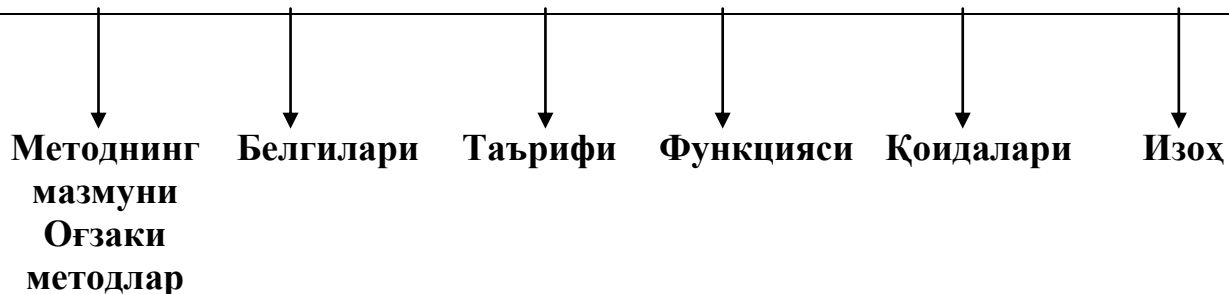 Методнинг Белгилари Таърифи Функцияси Қоидалари Изоҳ
мазмуни
Оғзаки
методлар